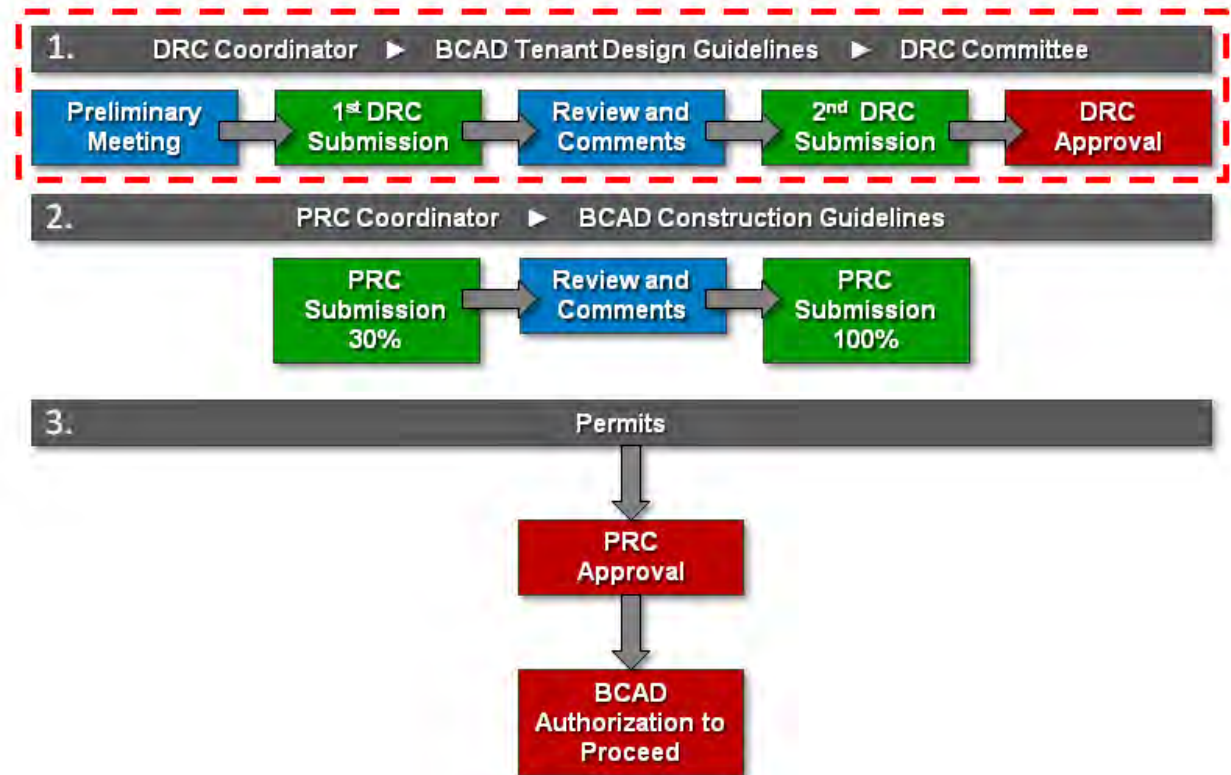 1. DRC Coordinator ► BCAD Tenant Design Guidelines ► DRC Committee
Preliminary
Meeting
1st DRC
Submission
Review and
Comments
2nd DRC
Submission
DRC
Approval
2. PRC Coordinator ► BCAD Construction Guidelines
PRC
Submission
30%
Review and
Comments
PRC
Submission
100%
3. Permits
PRC
Approval
BCAD
Authorization to
Proceed